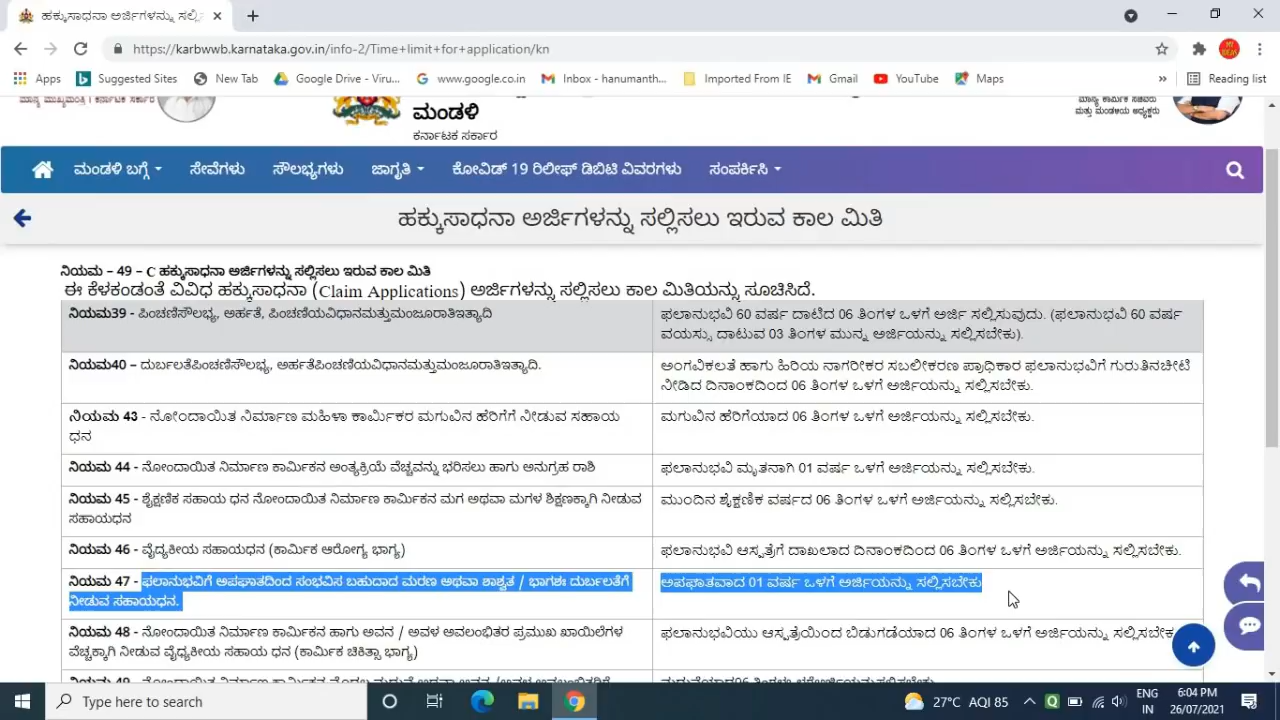 ಹಕ್ಕುಸಾಧನಾ ಅರ್ಜಿಗಳನ್ನು ಸಲ್ಲಿಸ
https://karbwwb.karnataka.gov.in/info-2/Time+limit+for+application/kn
Apps Suggested Sites New Tab Google Drive - Viru... www.google.co.in Inbox - hanumanth... Imported From IE Gmail YouTube Maps » Reading list
ಮಾನ್ಯ ಮುಖ್ಯಮಂತ್ರಿ | ಕರ್ನಾಟಕ ಸರ್ಕಾರ
ಮಂಡಳಿ
ಕರ್ನಾಟಕ ಸರ್ಕಾರ
ಮಾನ್ಯ ಕಾರ್ಮಿಕ ಸಚಿವರು
ಮತ್ತು ಮಂಡಳಿಯ ಅಧ್ಯಕ್ಷರು
ಮಂಡಳಿ ಬಗ್ಗೆ ಸೇವೆಗಳು ಸೌಲಭ್ಯಗಳು ಜಾಗೃತಿ ಕೋವಿಡ್ 19 ರಿಲೀಫ್ ಡಿಬಿಟಿ ವಿವರಗಳು ಸಂಪರ್ಕಿಸಿ
ಹಕ್ಕುಸಾಧನಾ ಅರ್ಜಿಗಳನ್ನು ಸಲ್ಲಿಸಲು ಇರುವ ಕಾಲ ಮಿತಿ
ನಿಯಮ – 49 – C ಹಕ್ಕುಸಾಧನಾ ಅರ್ಜಿಗಳನ್ನು ಸಲ್ಲಿಸಲು ಇರುವ ಕಾಲ ಮಿತಿ
ಈ ಕೆಳಕಂಡಂತೆ ವಿವಿಧ ಹಕ್ಕುಸಾಧನಾ (Claim Applications) ಅರ್ಜಿಗಳನ್ನು ಸಲ್ಲಿಸಲು ಕಾಲ ಮಿತಿಯನ್ನು ಸೂಚಿಸಿದೆ.
ನಿಯಮ39 - ಪಿಂಚಣಿಸೌಲಭ್ಯ, ಅರ್ಹತೆ, ಪಿಂಚಣಿಯವಿಧಾನಮತ್ತುಮಂಜೂರಾತಿಇತ್ಯಾದಿ
ಫಲಾನುಭವಿ 60 ವರ್ಷ ದಾಟಿದ 06 ತಿಂಗಳ ಒಳಗೆ ಅರ್ಜಿ ಸಲ್ಲಿಸುವುದು. (ಫಲಾನುಭವಿ 60 ವರ್ಷ
ವಯಸ್ಸು ದಾಟುವ 03 ತಿಂಗಳ ಮುನ್ನ ಅರ್ಜಿಯನ್ನು ಸಲ್ಲಿಸಬೇಕು).
ನಿಯಮ40 – ದುರ್ಬಲತೆಪಿಂಚಣಿಸೌಲಭ್ಯ, ಅರ್ಹತೆಪಿಂಚಣಿಯವಿಧಾನಮತ್ತುಮಂಜೂರಾತಿಇತ್ಯಾದಿ.
ಅಂಗವಿಕಲತೆ ಹಾಗು ಹಿರಿಯ ನಾಗರೀಕರ ಸಬಲೀಕರಣ ಪ್ರಾಧಿಕಾರ ಫಲಾನುಭವಿಗೆ ಗುರುತಿನಚೀಟಿ
ನೀಡಿದ ದಿನಾಂಕದಿಂದ 06 ತಿಂಗಳ ಒಳಗೆ ಅರ್ಜಿಯನ್ನು ಸಲ್ಲಿಸಬೇಕು.
ನಿಯಮ 43 - ನೋಂದಾಯಿತ ನಿರ್ಮಾಣ ಮಹಿಳಾ ಕಾರ್ಮಿಕರ ಮಗುವಿನ ಹೆರಿಗೆಗೆ ನೀಡುವ ಸಹಾಯ
ಧನ
ಮಗುವಿನ ಹೆರಿಗೆಯಾದ 06 ತಿಂಗಳ ಒಳಗೆ ಅರ್ಜಿಯನ್ನು ಸಲ್ಲಿಸಬೇಕು.
ನಿಯಮ 44 - ನೋಂದಾಯಿತ ನಿರ್ಮಾಣ ಕಾರ್ಮಿಕನ ಅಂತ್ಯಕ್ರಿಯೆ ವೆಚ್ಚವನ್ನು ಭರಿಸಲು ಹಾಗು ಅನುಗ್ರಹ ರಾಶಿ
ಫಲಾನುಭವಿ ಮೃತನಾಗಿ 01 ವರ್ಷ ಒಳಗೆ ಅರ್ಜಿಯನ್ನು ಸಲ್ಲಿಸಬೇಕು.
ನಿಯಮ 45 - ಶೈಕ್ಷಣಿಕ ಸಹಾಯ ಧನ ನೋಂದಾಯಿತ ನಿರ್ಮಾಣ ಕಾರ್ಮಿಕನ ಮಗ ಅಥವಾ ಮಗಳ ಶಿಕ್ಷಣಕ್ಕಾಗಿ ನೀಡುವ
ಸಹಾಯಧನ
ಮುಂದಿನ ಶೈಕ್ಷಣಿಕ ವರ್ಷದ 06 ತಿಂಗಳ ಒಳಗೆ ಅರ್ಜಿಯನ್ನು ಸಲ್ಲಿಸಬೇಕು.
ನಿಯಮ 46 - ವೈದ್ಯಕೀಯ ಸಹಾಯಧನ (ಕಾರ್ಮಿಕ ಆರೋಗ್ಯ ಭಾಗ್ಯ)
ಫಲಾನುಭವಿ ಆಸ್ಪತ್ರೆಗೆ ದಾಖಲಾದ ದಿನಾಂಕದಿಂದ 06 ತಿಂಗಳ ಒಳಗೆ ಅರ್ಜಿಯನ್ನು ಸಲ್ಲಿಸಬೇಕು.
ನಿಯಮ 47 - ಫಲಾನುಭವಿಗೆ ಅಪಘಾತದಿಂದ ಸಂಭವಿಸ ಬಹುದಾದ ಮರಣ ಅಥವಾ ಶಾಶ್ವತ / ಭಾಗಶಃ ದುರ್ಬಲತೆಗೆ
ನೀಡುವ ಸಹಾಯಧನ.
ಅಪಘಾತವಾದ 01 ವರ್ಷ ಒಳಗೆ ಅರ್ಜಿಯನ್ನು ಸಲ್ಲಿಸಬೇಕು
ನಿಯಮ 48 - ನೋಂದಾಯಿತ ನಿರ್ಮಾಣ ಕಾರ್ಮಿಕನ ಹಾಗು ಅವನ / ಅವಳ ಅವಲಂಭಿತರ ಪ್ರಮುಖ ಖಾಯಿಲೆಗಳ
ವೆಚ್ಚಕ್ಕಾಗಿ ನೀಡುವ ವೈಧ್ಯಕೀಯ ಸಹಾಯ ಧನ (ಕಾರ್ಮಿಕ ಚಿಕಿತ್ಸಾ ಭಾಗ್ಯ)
ಫಲಾನುಭವಿಯು ಆಸ್ಪತ್ರೆಯಿಂದ ಬಿಡುಗಡೆಯಾದ 06 ತಿಂಗಳ ಒಳಗೆ ಅರ್ಜಿಯನ್ನು ಸಲ್ಲಿಸಬೇಕ
Type here to search
27°C AQI 85
ENG
IN
6:04 PM
26/07/2021